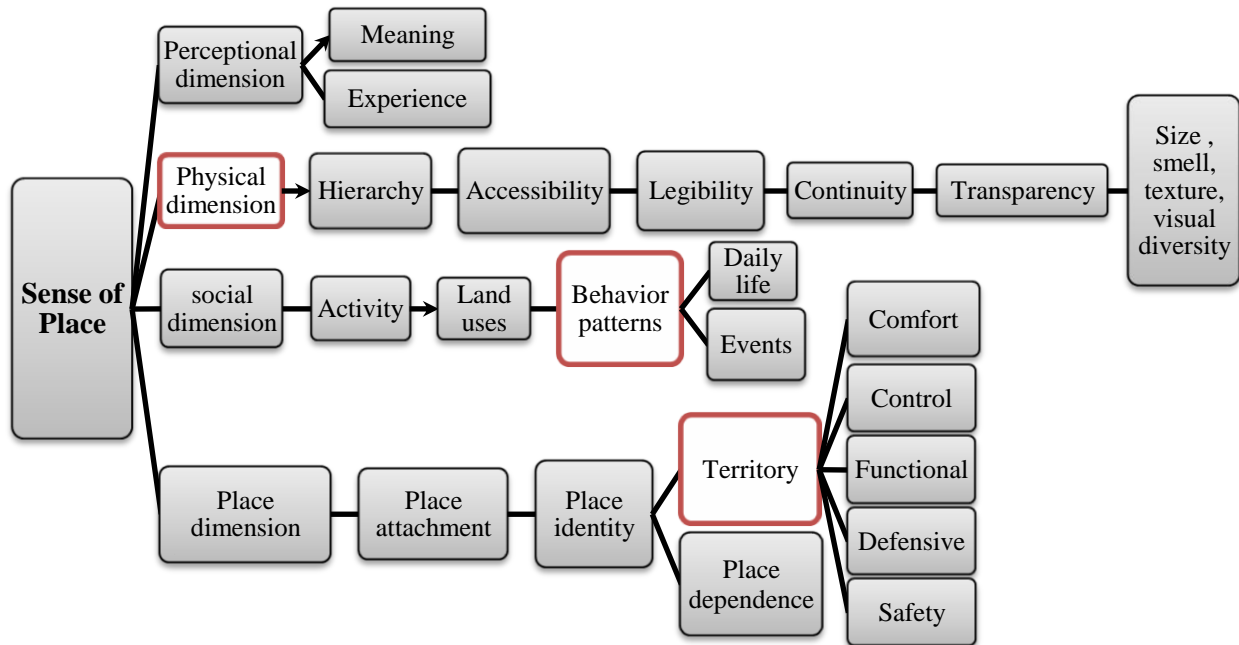 Perceptional
dimension
Meaning
Experience
Physical
dimension
Hierarchy
Accessibility
Legibility
Continuity
Transparency
Size ,
smell,
texture,
visual
diversity
Sense of
Place
social
dimension
Activity
Land
uses
Behavior
patterns
Daily
life
Events
Place
dimension
Place
attachment
Place
identity
Territory
Place
dependence
Comfort
Control
Functional
Defensive
Safety